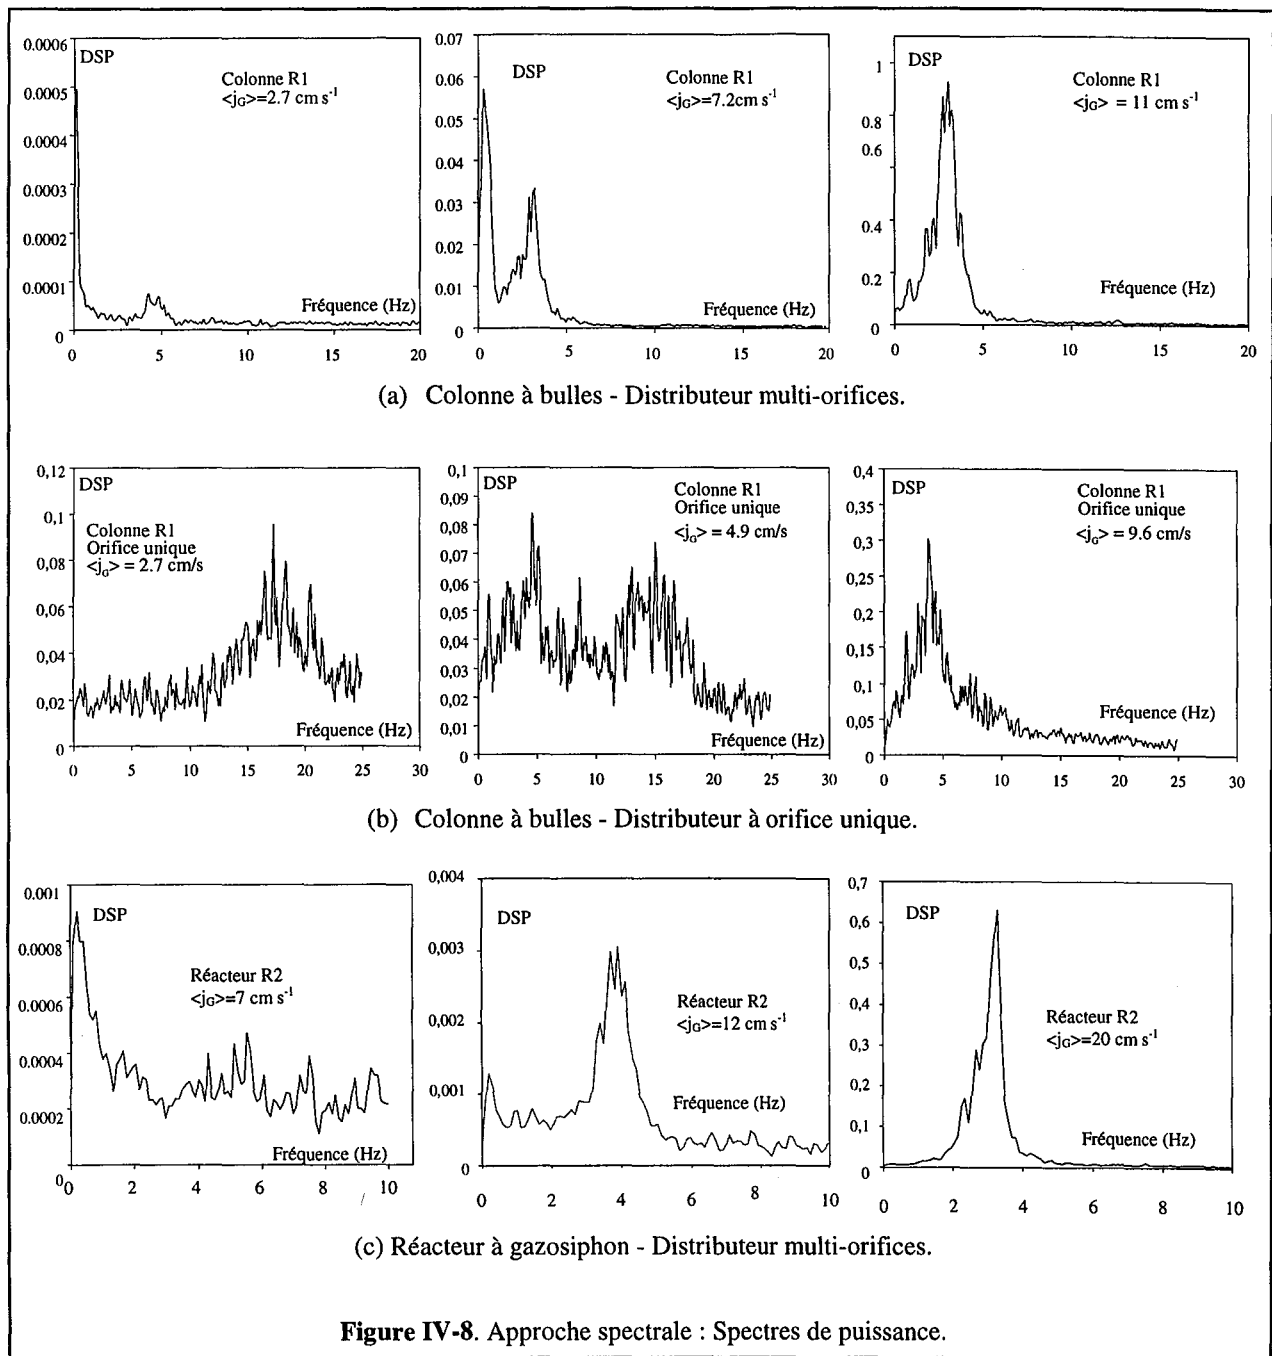 0.0006
0.0005
0.0004
0.0003
0.0002
0.0001
0
DSP
Colonne R1
<jG>=2.7 cm s-1
Fréquence (Hz)
0 5 10 15 20
0.07
0.06
0.05
0.04
0.03
0.02
0.01
0
DSP
Colonne R1
<jG>=7.2cm s-1
Fréquence (Hz)
0 5 10 15 20
1
0.8
0.6
0.4
0.2
0
DSP
Colonne R1
<jG> = 11 cm s-1
Fréquence (Hz)
0 5 10 15 20
(a) Colonne à bulles - Distributeur multi-orifices.
0,12
0,1
0,08
0,06
0,04
0,02
0
DSP
Colonne R1
Orifice unique
<jG> = 2.7 cm/s
Fréquence (Hz)
0 5 10 15 20 25 30
0,1
0,09
0,08
0,07
0,06
0,05
0,04
0,03
0,02
0,01
0
DSP
Colonne R1
Orifice unique
<jG> = 4.9 cm/s
Fréquence (Hz)
0 5 10 15 20 25 30
0,4
0,35
0,3
0,25
0,2
0,15
0,1
0,05
0
DSP
Colonne R1
Orifice unique
<jG> = 9.6 cm/s
Fréquence (Hz)
0 5 10 15 20 25 30
(b) Colonne à bulles - Distributeur à orifice unique.
0.001
0.0008
0.0006
0.0004
0.0002
0
DSP
Réacteur R2
<jG>=7 cm s-1
Fréquence (Hz)
0 2 4 6 8 10
0,004
0,003
0,002
0,001
0
DSP
Réacteur R2
<jG>=12 cm s-1
Fréquence (Hz)
0 2 4 6 8 10
0,7
0,6
0,5
0,4
0,3
0,2
0,1
0
DSP
Réacteur R2
<jG>=20 cm s-1
Fréquence (Hz)
0 2 4 6 8 10
(c) Réacteur à gazosiphon - Distributeur multi-orifices.
Figure IV-8. Approche spectrale : Spectres de puissance.